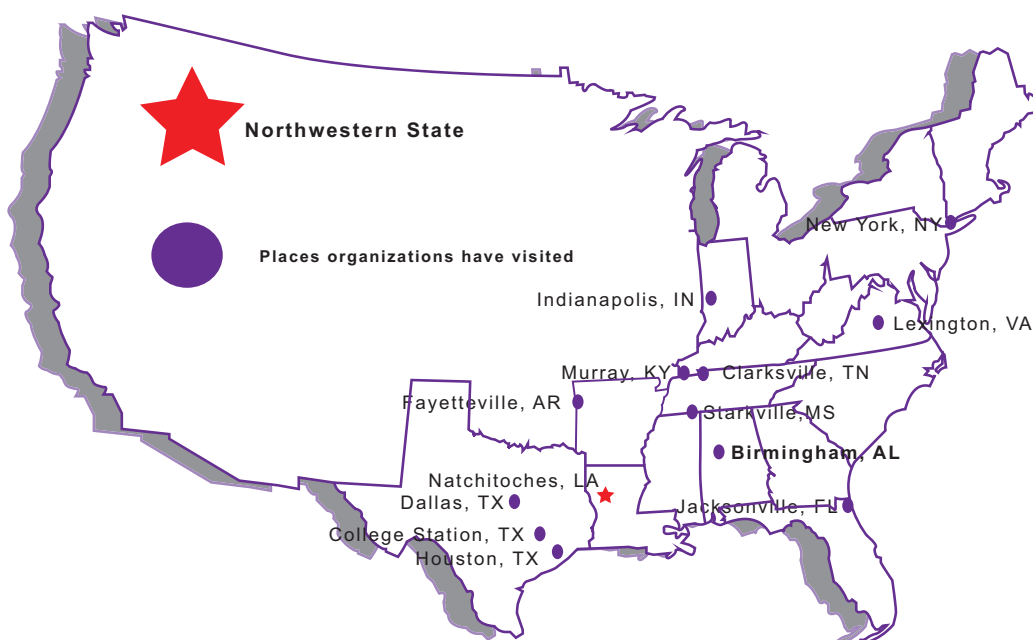 Northwestern State
New York, NY
Places organizations have visited
Indianapolis, IN
Lexington, VA
Murray, KY
Clarksville, TN
Fayetteville, AR
Starkville,MS
Birmingham, AL
Natchitoches, LA
Dallas, TX
Jacksonville, FL
College Station, TX
Houston, TX